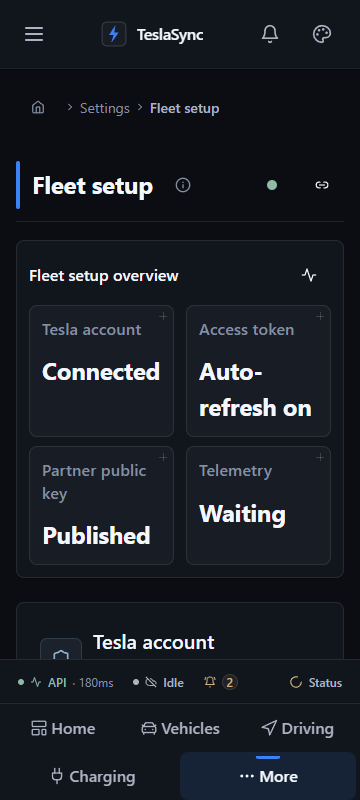 TeslaSync
Settings Fleet setup
Fleet setup
Fleet setup overview
Tesla account
Connected
Access token
Auto-
refresh on
Partner public
key
Published
Telemetry
Waiting
Tesla account
API · 180ms Idle 2 Status
Home Vehicles Driving
Charging More